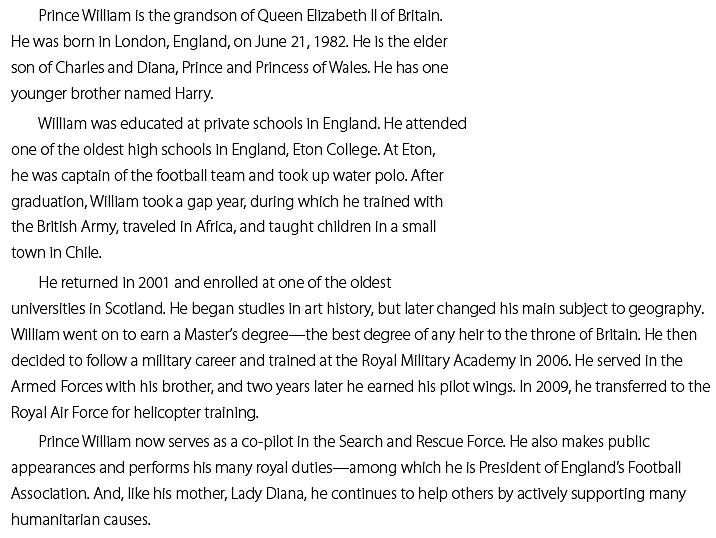 Prince William is the grandson of Queen Elizabeth II of Britain.
He was born in London, England, on June 21, 1982. He is the elder
son of Charles and Diana, Prince and Princess of Wales. He has one
younger brother named Harry.
William was educated at private schools in England. He attended
one of the oldest high schools in England, Eton College. At Eton,
he was captain of the football team and took up water polo. After
graduation, William took a gap year, during which he trained with
the British Army, traveled in Africa, and taught children in a small
town in Chile.
He returned in 2001 and enrolled at one of the oldest
universities in Scotland. He began studies in art history, but later changed his main subject to geography.
William went on to earn a Master's degree—the best degree of any heir to the throne of Britain. He then
decided to follow a military career and trained at the Royal Military Academy in 2006. He served in the
Armed Forces with his brother, and two years later he earned his pilot wings. In 2009, he transferred to the
Royal Air Force for helicopter training.
Prince William now serves as a co-pilot in the Search and Rescue Force. He also makes public
appearances and performs his many royal duties—among which he is President of England's Football
Association. And, like his mother, Lady Diana, he continues to help others by actively supporting many
humanitarian causes.